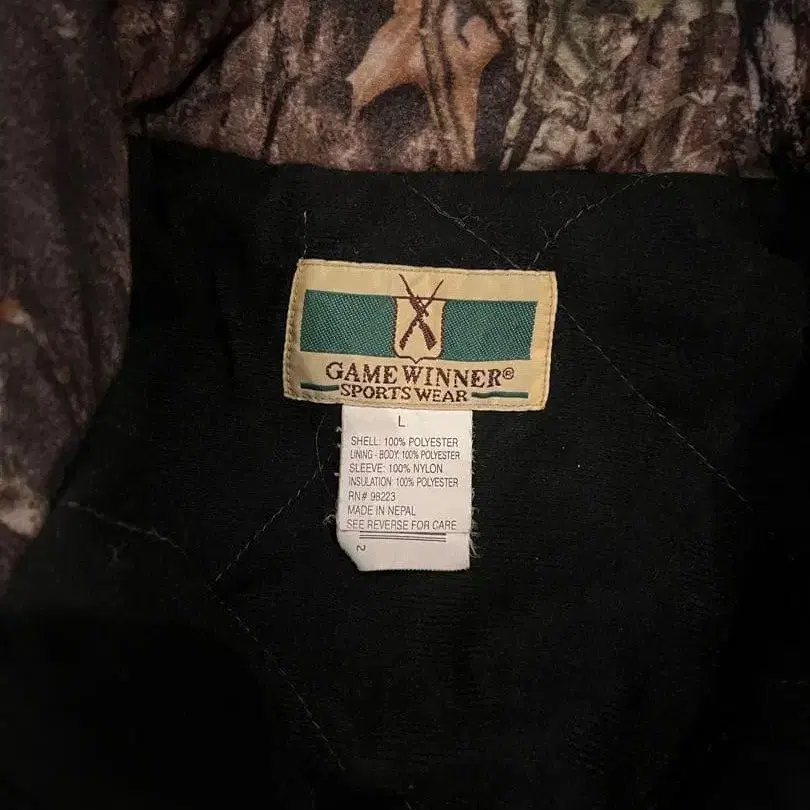 GAME WINNER®
SPORTS WEAR
L
SHELL: 100% POLYESTER
LINING - BODY: 100% POLYESTER
SLEEVE: 100% NYLON
INSULATION: 100% POLYESTER
RN# 98223
MADE IN NEPAL
SEE REVERSE FOR CARE
2